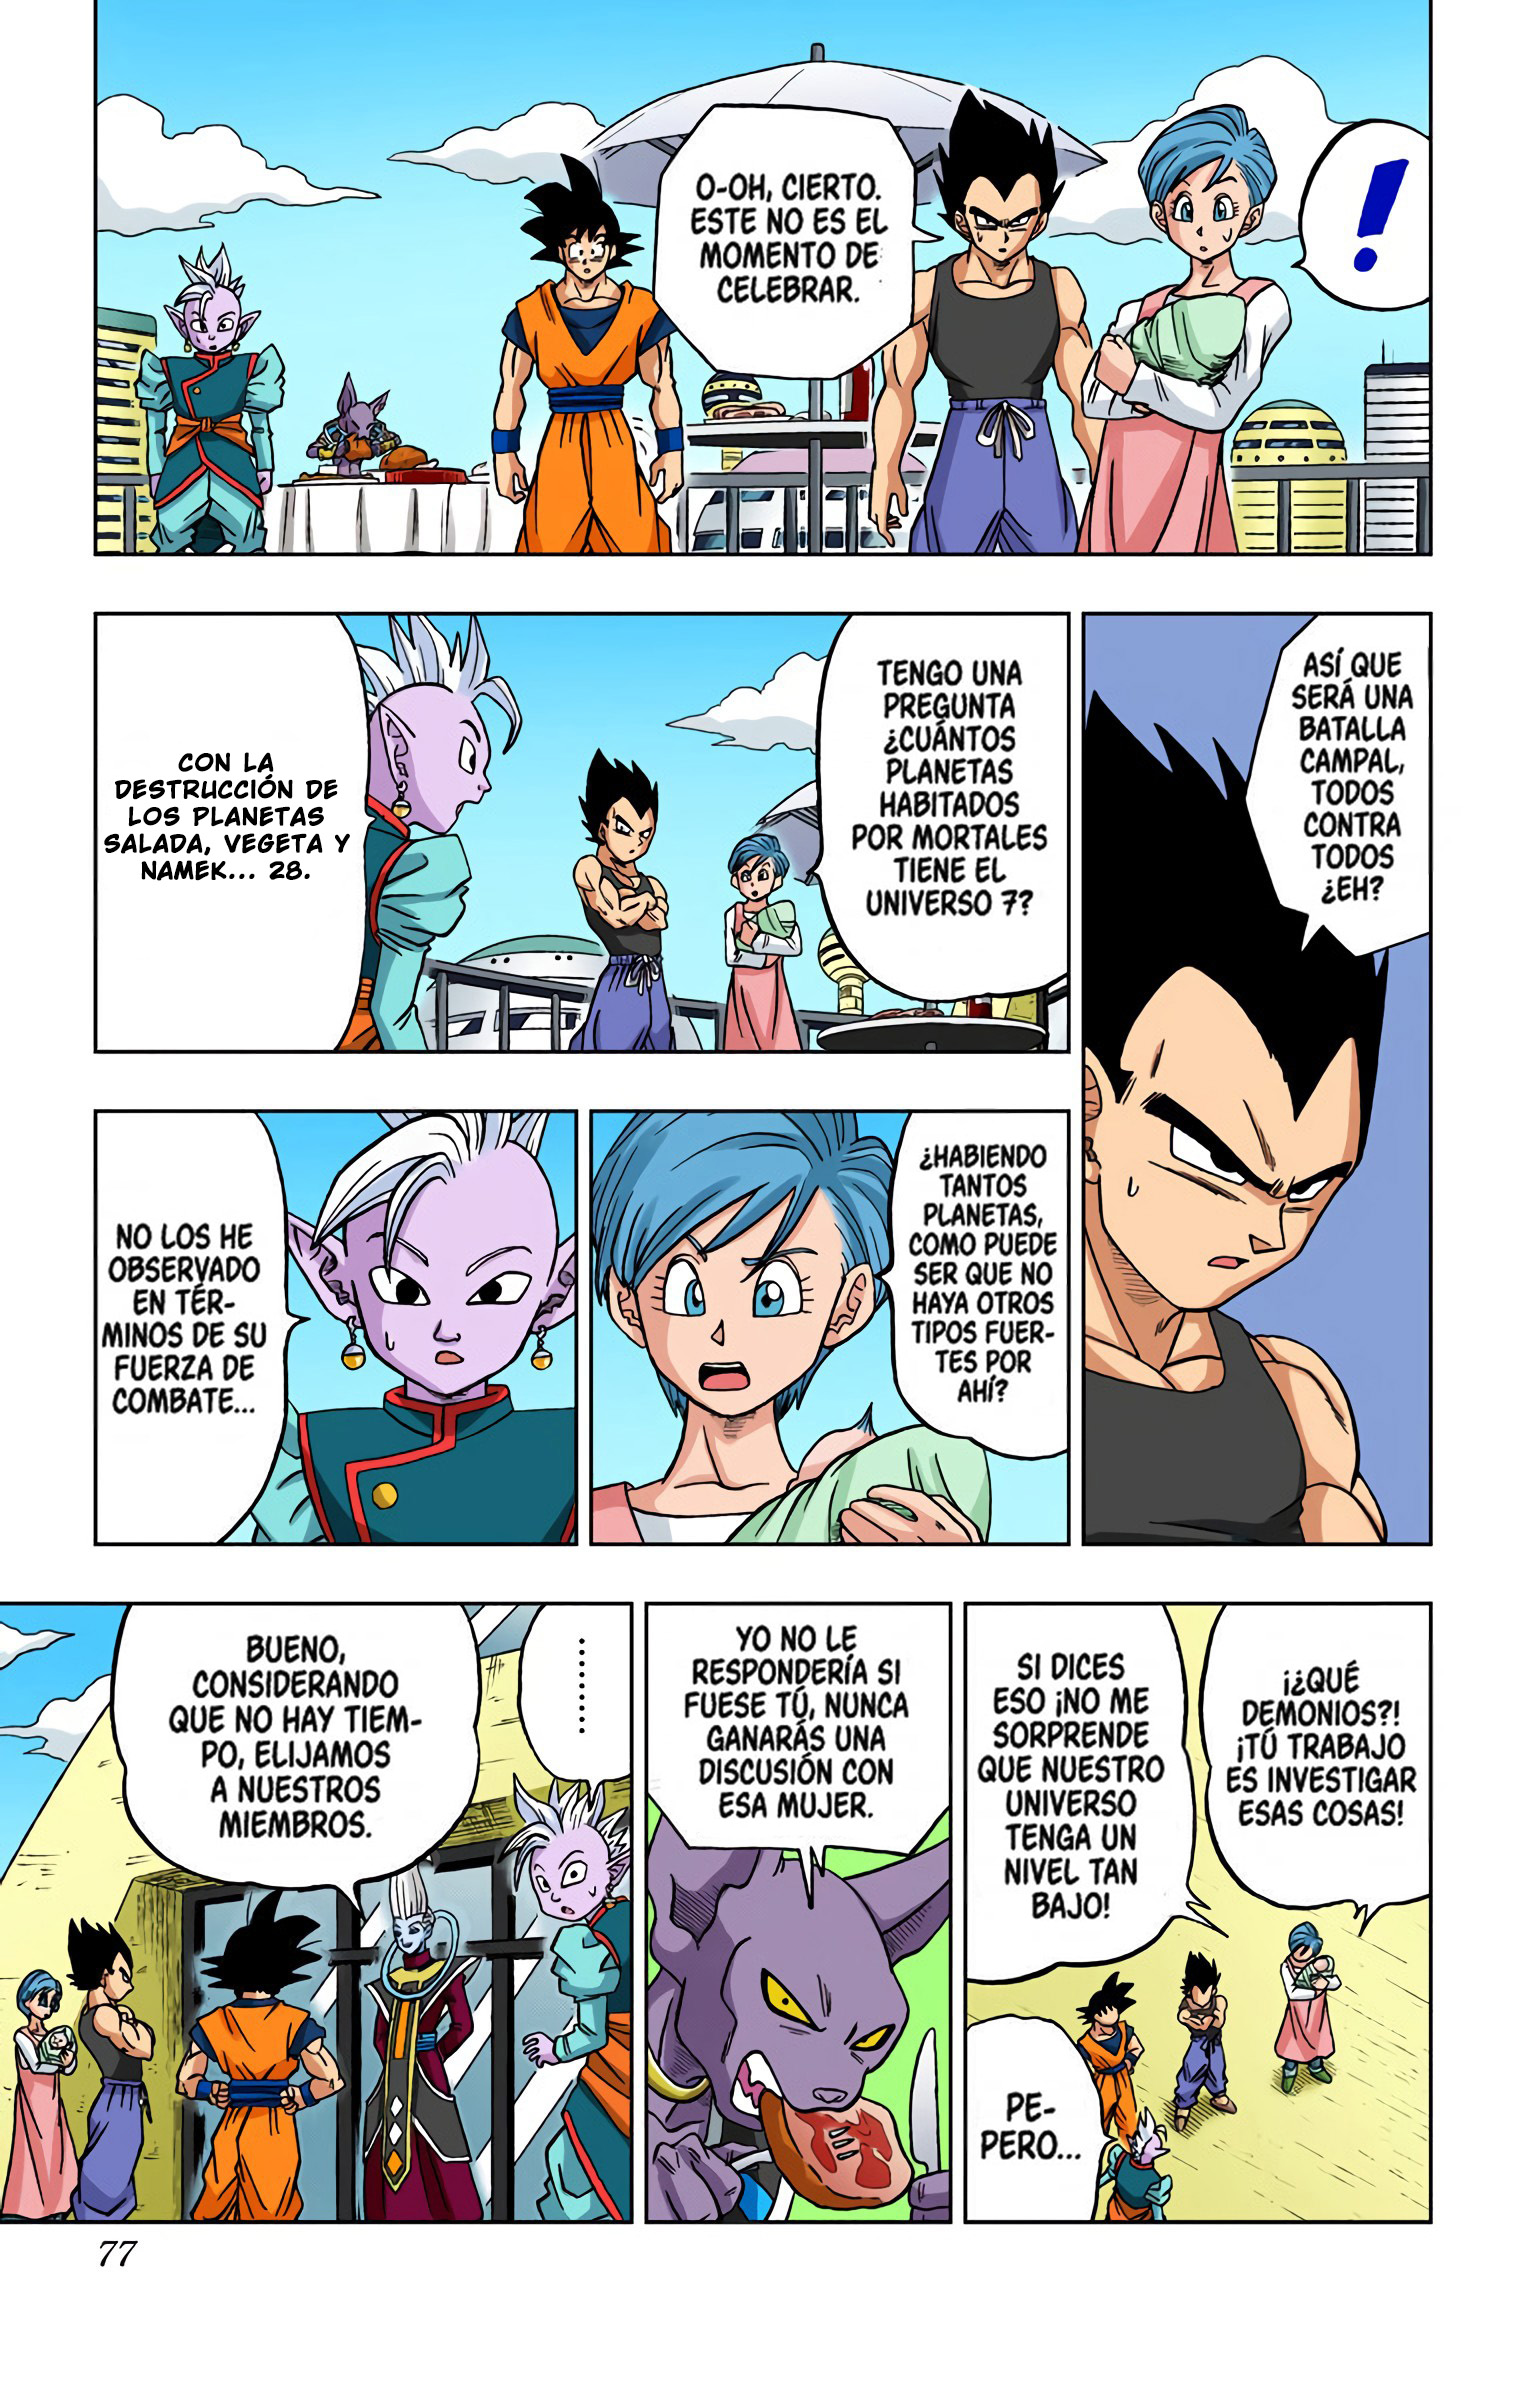 !
O-OH, CIERTO.
ESTE NO ES EL
MOMENTO DE
CELEBRAR.
ASÍ QUE
SERÁ UNA
BATALLA
CAMPAL,
TODOS
CONTRA
TODOS
¿EH?
TENGO UNA
PREGUNTA
¿CUÁNTOS
PLANETAS
HABITADOS
POR MORTALES
TIENE EL
UNIVERSO 7?
CON LA
DESTRUCCIÓN DE
LOS PLANETAS
SALADA, VEGETA Y
NAMEK... 28.
¿HABIENDO
TANTOS
PLANETAS,
COMO PUEDE
SER QUE NO
HAYA OTROS
TIPOS FUER-
TES POR
AHÍ?
NO LOS HE
OBSERVADO
EN TÉR-
MINOS DE SU
FUERZA DE
COMBATE...
¡¿QUÉ
DEMONIOS?!
¡TÚ TRABAJO
ES INVESTIGAR
ESAS COSAS!
SI DICES
ESO ¡NO ME
SORPRENDE
QUE NUESTRO
UNIVERSO
TENGA UN
NIVEL TAN
BAJO!
PE-
PERO...
YO NO LE
RESPONDERÍA SI
FUESE TÚ, NUNCA
GANARÁS UNA
DISCUSIÓN CON
ESA MUJER.
.........
BUENO,
CONSIDERANDO
QUE NO HAY TIEM-
PO, ELIJAMOS
A NUESTROS
MIEMBROS.
77